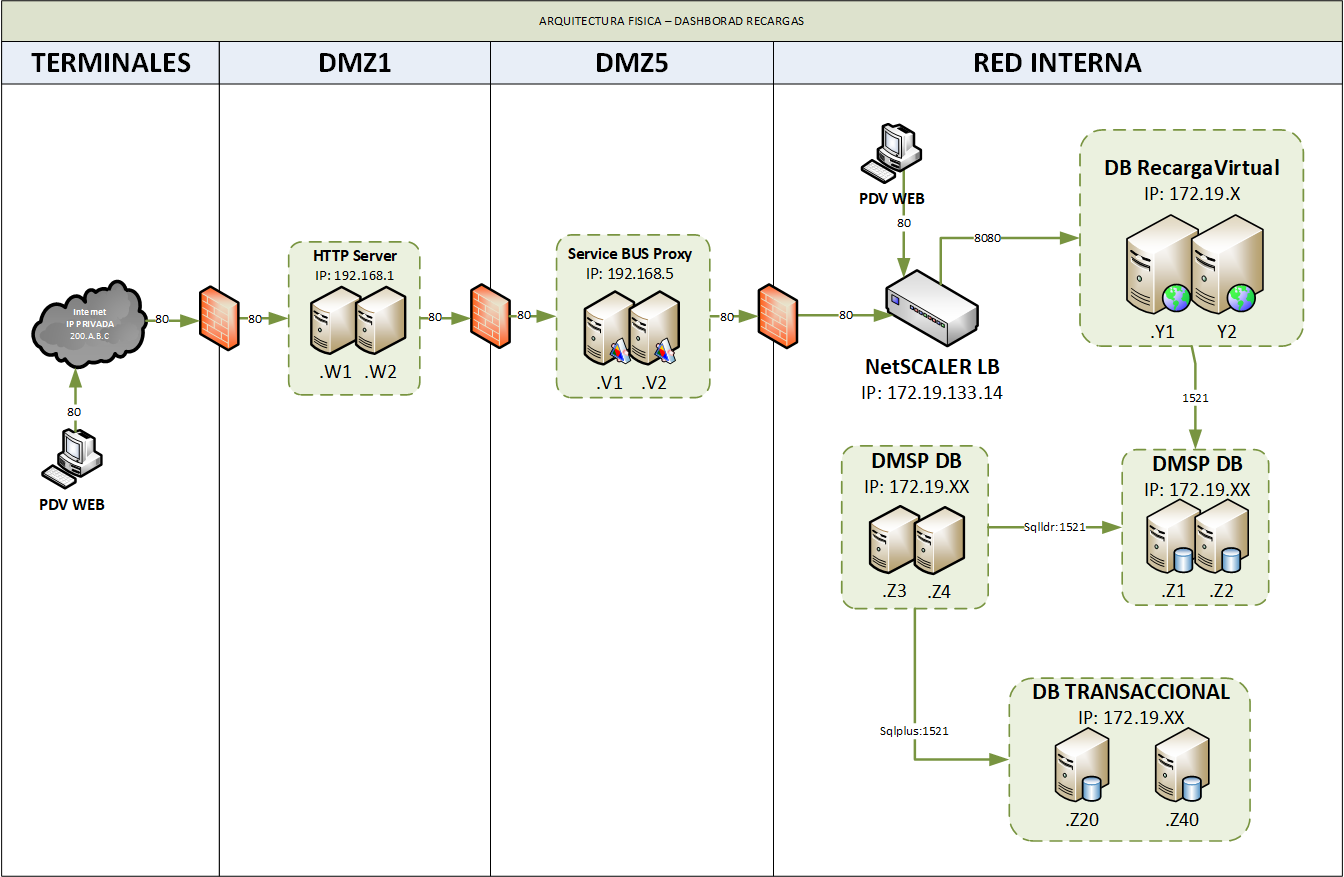 ARQUITECTURA FISICA – DASHBORAD RECARGAS
TERMINALES
DMZ1
DMZ5
RED INTERNA
Internet
IP PRIVADA
200.A.B.C
80
PDV WEB
80
80
HTTP Server
IP: 192.168.1
.W1 .W2
80
80
Service BUS Proxy
IP: 192.168.5
.V1 .V2
80
80
PDV WEB
80
NetSCALER LB
IP: 172.19.133.14
8080
DB RecargaVirtual
IP: 172.19.X
.Y1 Y2
1521
DMSP DB
IP: 172.19.XX
.Z3 .Z4
Sqlldr:1521
DMSP DB
IP: 172.19.XX
.Z1 .Z2
Sqlplus:1521
DB TRANSACCIONAL
IP: 172.19.XX
.Z20 .Z40